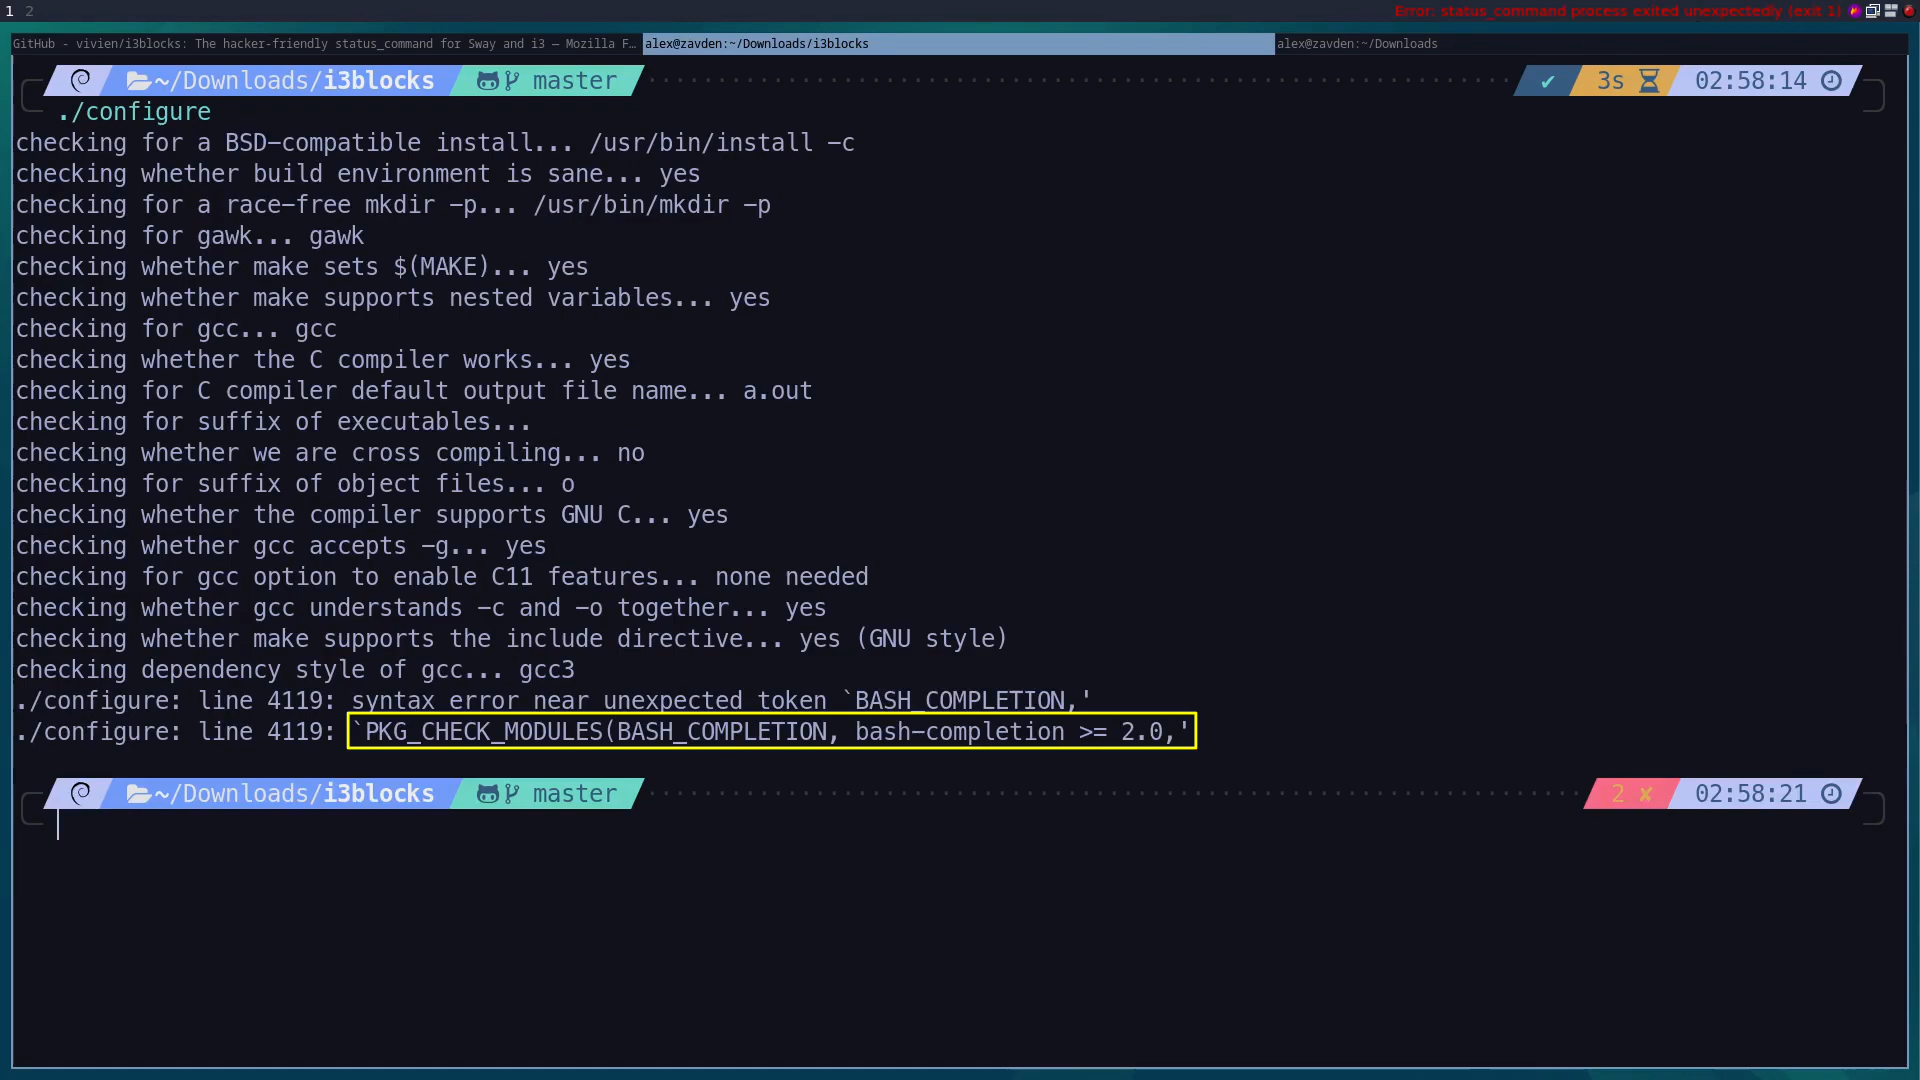 1 2
Error: status_command process exited unexpectedly (exit 1)
GitHub - vivien/i3blocks: The hacker-friendly status_command for Sway and i3 — Mozilla F…
alex@zavden:~/Downloads/i3blocks
alex@zavden:~/Downloads
~/Downloads/i3blocks master ✔ 3s 02:58:14
./configure
checking for a BSD-compatible install... /usr/bin/install -c
checking whether build environment is sane... yes
checking for a race-free mkdir -p... /usr/bin/mkdir -p
checking for gawk... gawk
checking whether make sets $(MAKE)... yes
checking whether make supports nested variables... yes
checking for gcc... gcc
checking whether the C compiler works... yes
checking for C compiler default output file name... a.out
checking for suffix of executables...
checking whether we are cross compiling... no
checking for suffix of object files... o
checking whether the compiler supports GNU C... yes
checking whether gcc accepts -g... yes
checking for gcc option to enable C11 features... none needed
checking whether gcc understands -c and -o together... yes
checking whether make supports the include directive... yes (GNU style)
checking dependency style of gcc... gcc3
./configure: line 4119: syntax error near unexpected token `BASH_COMPLETION,'
./configure: line 4119: `PKG_CHECK_MODULES(BASH_COMPLETION, bash-completion >= 2.0,'
~/Downloads/i3blocks master 2 ✘ 02:58:21